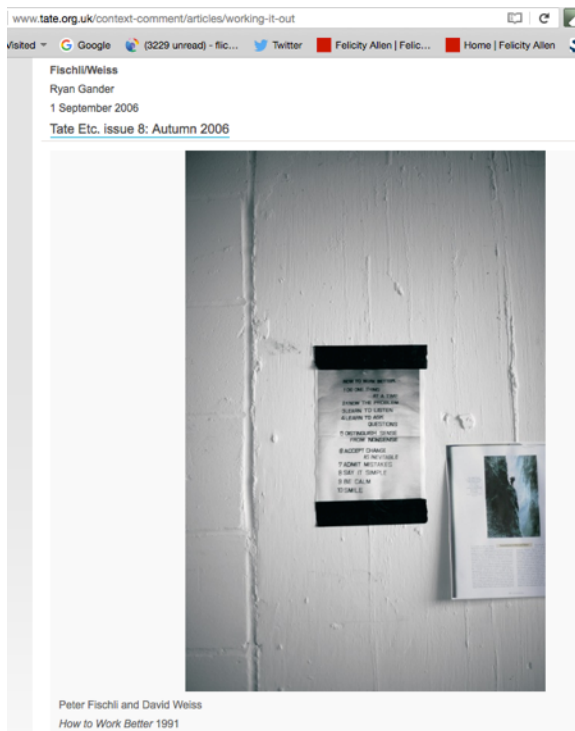 www.tate.org.uk/context-comment/articles/working-it-out
Visited Google (3229 unread) - flic... Twitter Felicity Allen | Felic... Home | Felicity Allen
Fischli/Weiss
Ryan Gander
1 September 2006
Tate Etc. issue 8: Autumn 2006
HOW TO WORK BETTER.
1 DO ONE THING
AT A TIME
2 KNOW THE PROBLEM
3 LEARN TO LISTEN
4 LEARN TO ASK
QUESTIONS
5 DISTINGUISH SENSE
FROM NONSENSE
6 ACCEPT CHANGE
AS INEVITABLE
7 ADMIT MISTAKES
8 SAY IT SIMPLE
9 BE CALM
10 SMILE
Peter Fischli and David Weiss
How to Work Better 1991